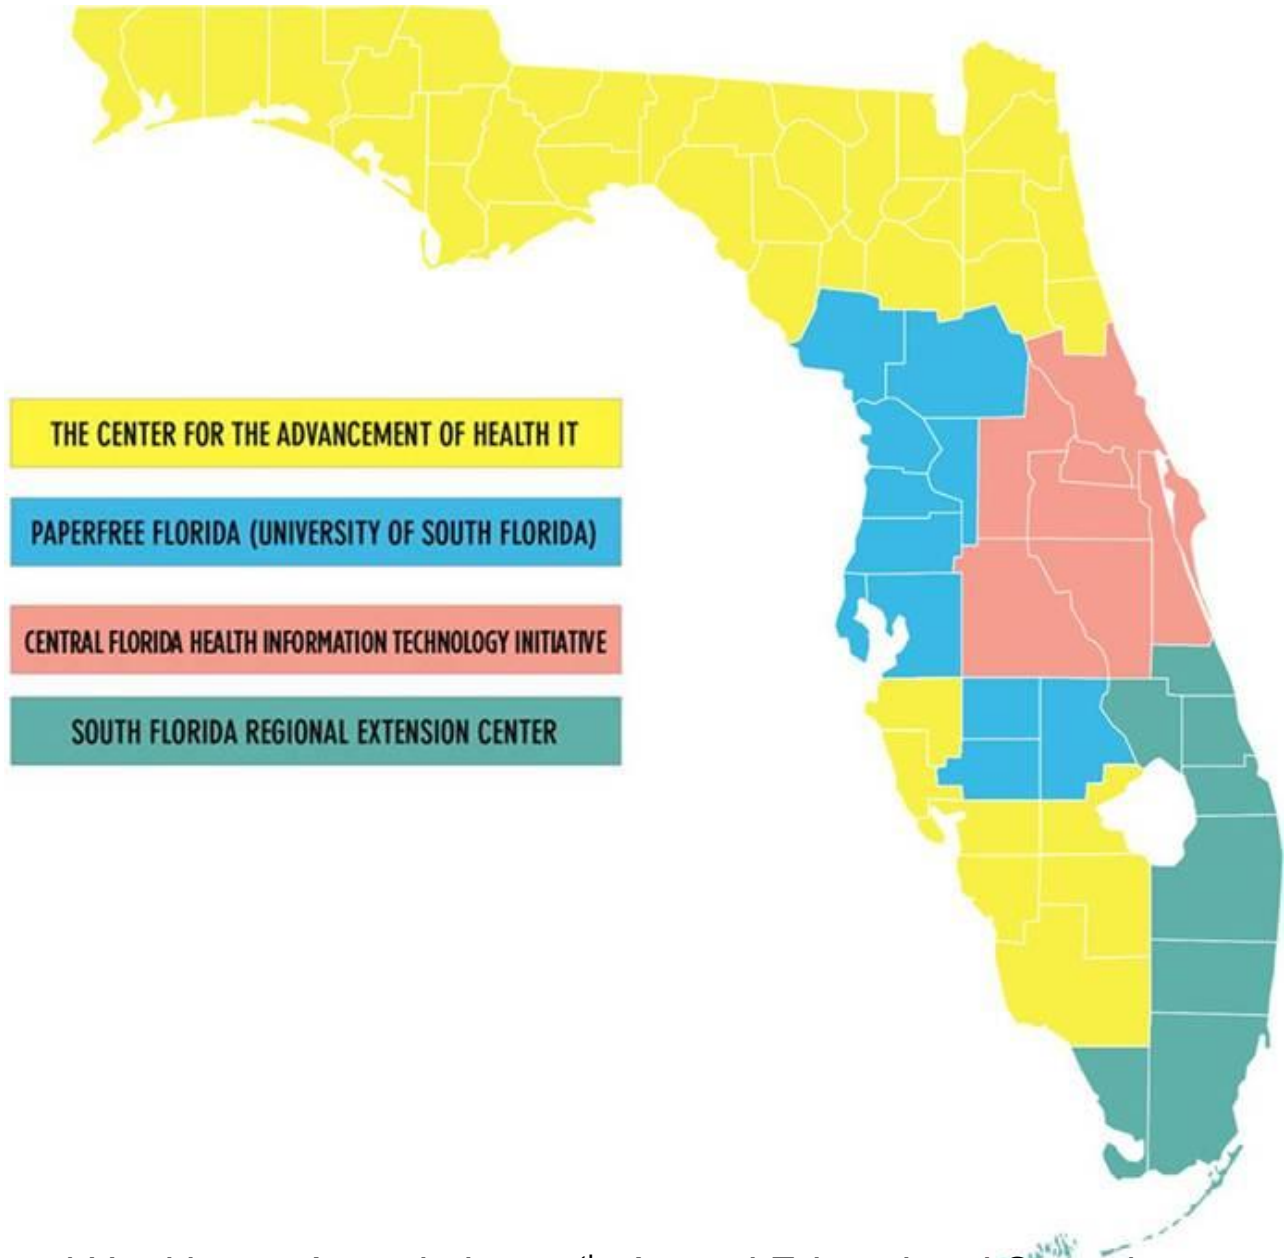 THE CENTER FOR THE ADVANCEMENT OF HEALTH IT
PAPERFREE FLORIDA (UNIVERSITY OF SOUTH FLORIDA)
CENTRAL FLORIDA HEALTH INFORMATION TECHNOLOGY INITIATIVE
SOUTH FLORIDA REGIONAL EXTENSION CENTER